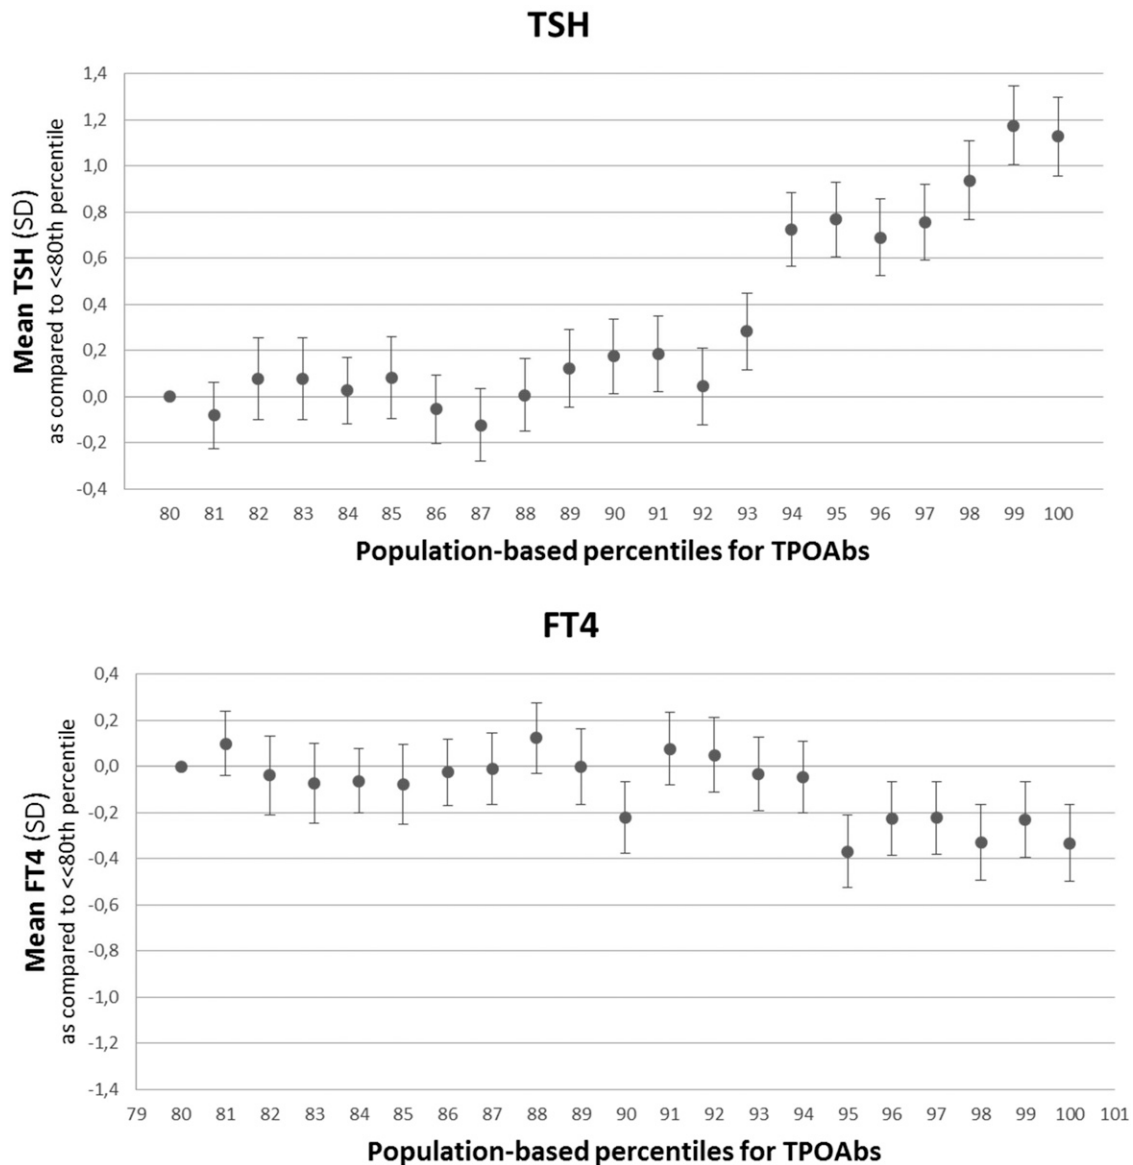 TSH
Mean TSH (SD)
as compared to <<80th percentile
1,4
1,2
1,0
0,8
0,6
0,4
0,2
0,0
-0,2
-0,4
80 81 82 83 84 85 86 87 88 89 90 91 92 93 94 95 96 97 98 99 100
Population-based percentiles for TPOAbs
FT4
Mean FT4 (SD)
as compared to <<80th percentile
0,4
0,2
0,0
-0,2
-0,4
-0,6
-0,8
-1,0
-1,2
-1,4
79 80 81 82 83 84 85 86 87 88 89 90 91 92 93 94 95 96 97 98 99 100 101
Population-based percentiles for TPOAbs